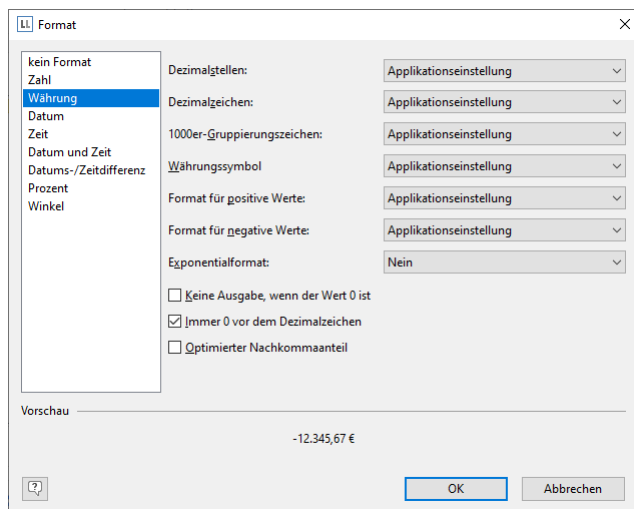 LL Format
kein Format
Zahl
Währung
Datum
Zeit
Datum und Zeit
Datums-/Zeitdifferenz
Prozent
Winkel
Dezimalstellen: Applikationseinstellung
Dezimalzeichen: Applikationseinstellung
1000er-Gruppierungszeichen: Applikationseinstellung
Währungssymbol Applikationseinstellung
Format für positive Werte: Applikationseinstellung
Format für negative Werte: Applikationseinstellung
Exponentialformat: Nein
Keine Ausgabe, wenn der Wert 0 ist
Immer 0 vor dem Dezimalzeichen
Optimierter Nachkommaanteil
Vorschau
-12.345,67 €
OK Abbrechen